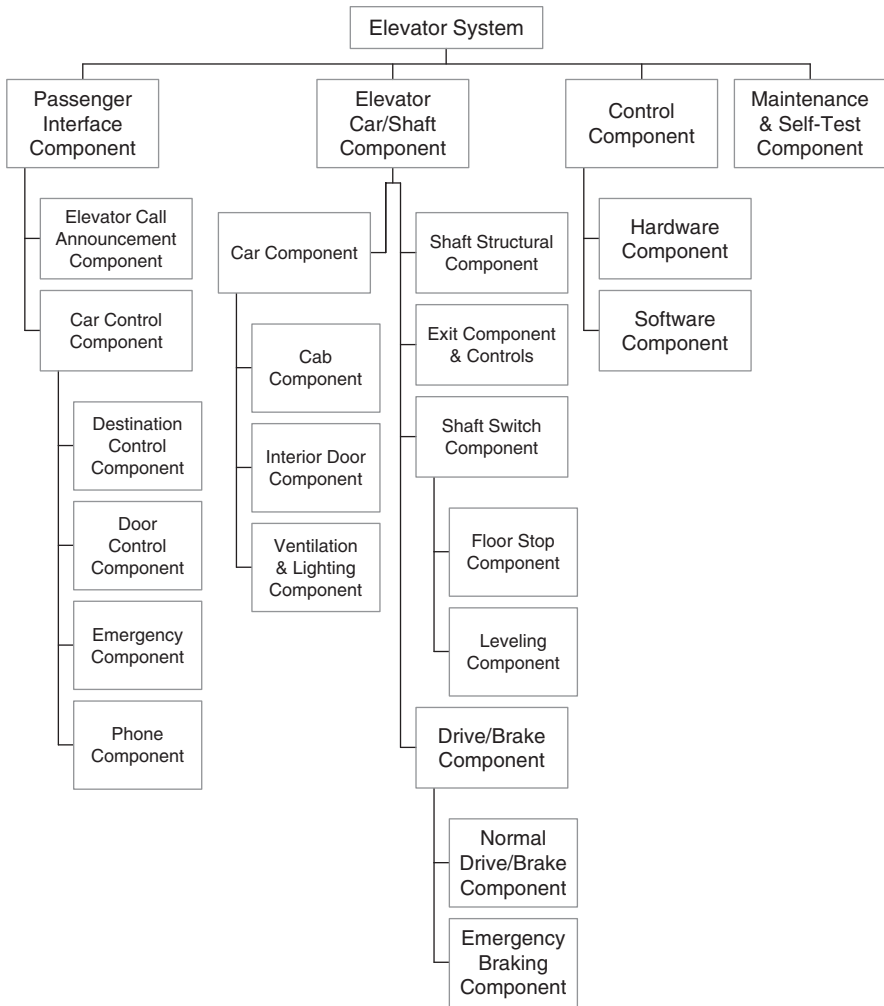 Elevator System
Passenger
Interface
Component
Elevator
Car/Shaft
Component
Control
Component
Maintenance
& Self-Test
Component
Elevator Call
Announcement
Component
Car Control
Component
Destination
Control
Component
Door
Control
Component
Emergency
Component
Phone
Component
Car Component
Cab
Component
Interior Door
Component
Ventilation
& Lighting
Component
Shaft Structural
Component
Exit Component
& Controls
Shaft Switch
Component
Floor Stop
Component
Leveling
Component
Drive/Brake
Component
Normal
Drive/Brake
Component
Emergency
Braking
Component
Hardware
Component
Software
Component